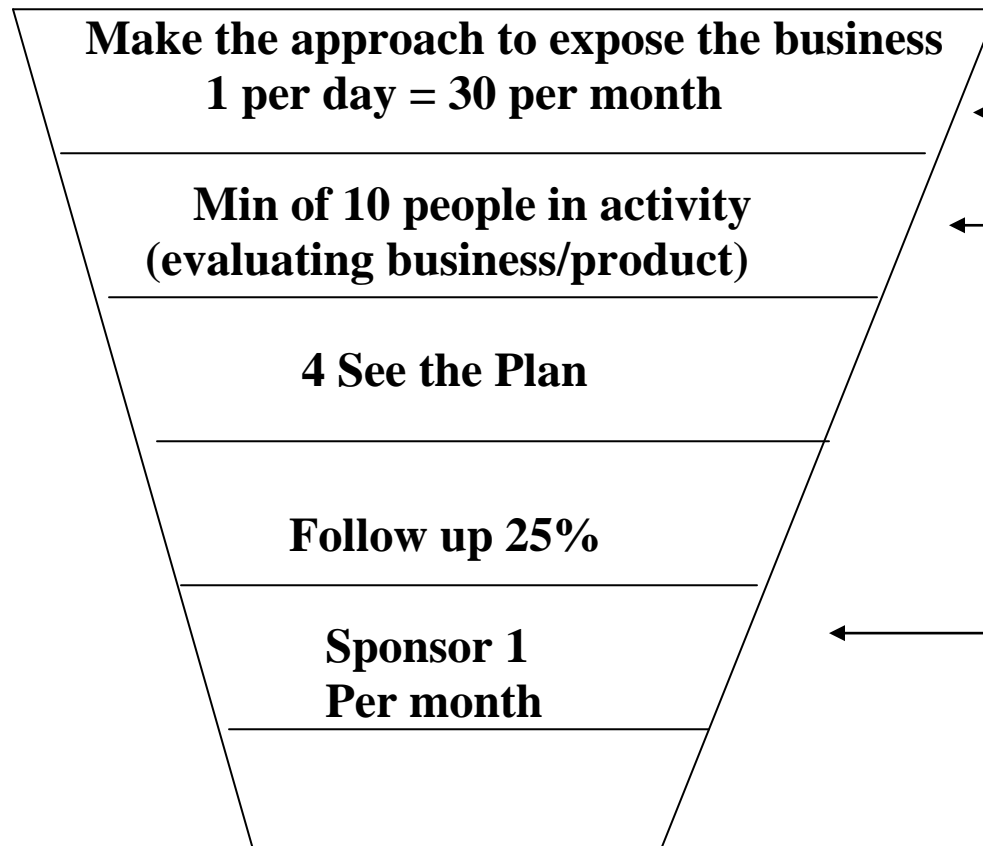 Make the approach to expose the business
1 per day = 30 per month
Min of 10 people in activity
(evaluating business/product)
4 See the Plan
Follow up 25%
Sponsor 1
Per month